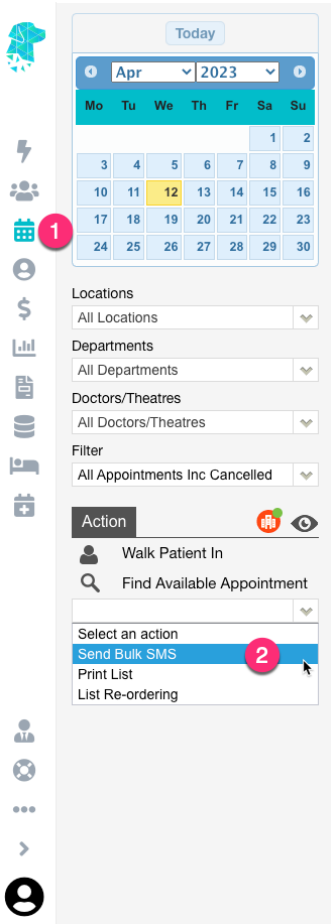 Today
Apr 2023
Mo Tu We Th Fr Sa Su
1 2
3 4 5 6 7 8 9
10 11 12 13 14 15 16
17 18 19 20 21 22 23
1
24 25 26 27 28 29 30
Locations
All Locations
Departments
All Departments
Doctors/Theatres
All Doctors/Theatres
Filter
All Appointments Inc Cancelled
Action
Walk Patient In
Find Available Appointment
Select an action
Send Bulk SMS 2
Print List
List Re-ordering